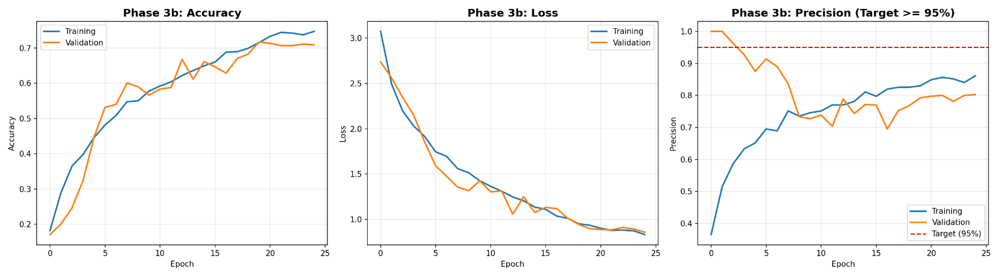 Phase 3b: Accuracy
Training
Validation
0.7
0.6
0.5
0.4
0.3
0.2
Accuracy
0 5 10 15 20 25
Epoch
Phase 3b: Loss
Training
Validation
3.0
2.5
2.0
1.5
1.0
Loss
0 5 10 15 20 25
Epoch
Phase 3b: Precision (Target >= 95%)
1.0
0.9
0.8
0.7
0.6
0.5
0.4
Precision
Training
Validation
Target (95%)
0 5 10 15 20 25
Epoch